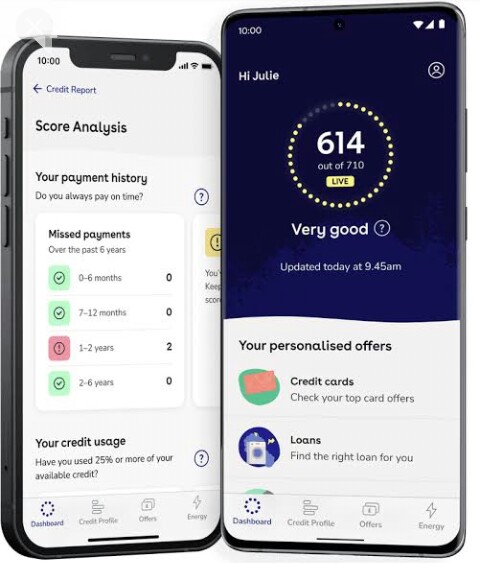 10:00
Credit Report
Score Analysis
Your payment history
Do you always pay on time?
?
Missed payments
Over the past 6 years
0–6 months 0
7–12 months 0
1–2 years 2
2–6 years 0
You'
Keep
scor
Your credit usage
Have you used 25% or more of your
available credit?
?
Dashboard
Credit Profile
Offers
Energy
10:00
Hi Julie
614
out of 710
LIVE
Very good ?
Updated today at 9.45am
Your personalised offers
Credit cards
Check your top card offers
Loans
Find the right loan for you
Dashboard
Credit Profile
Offers
Energy